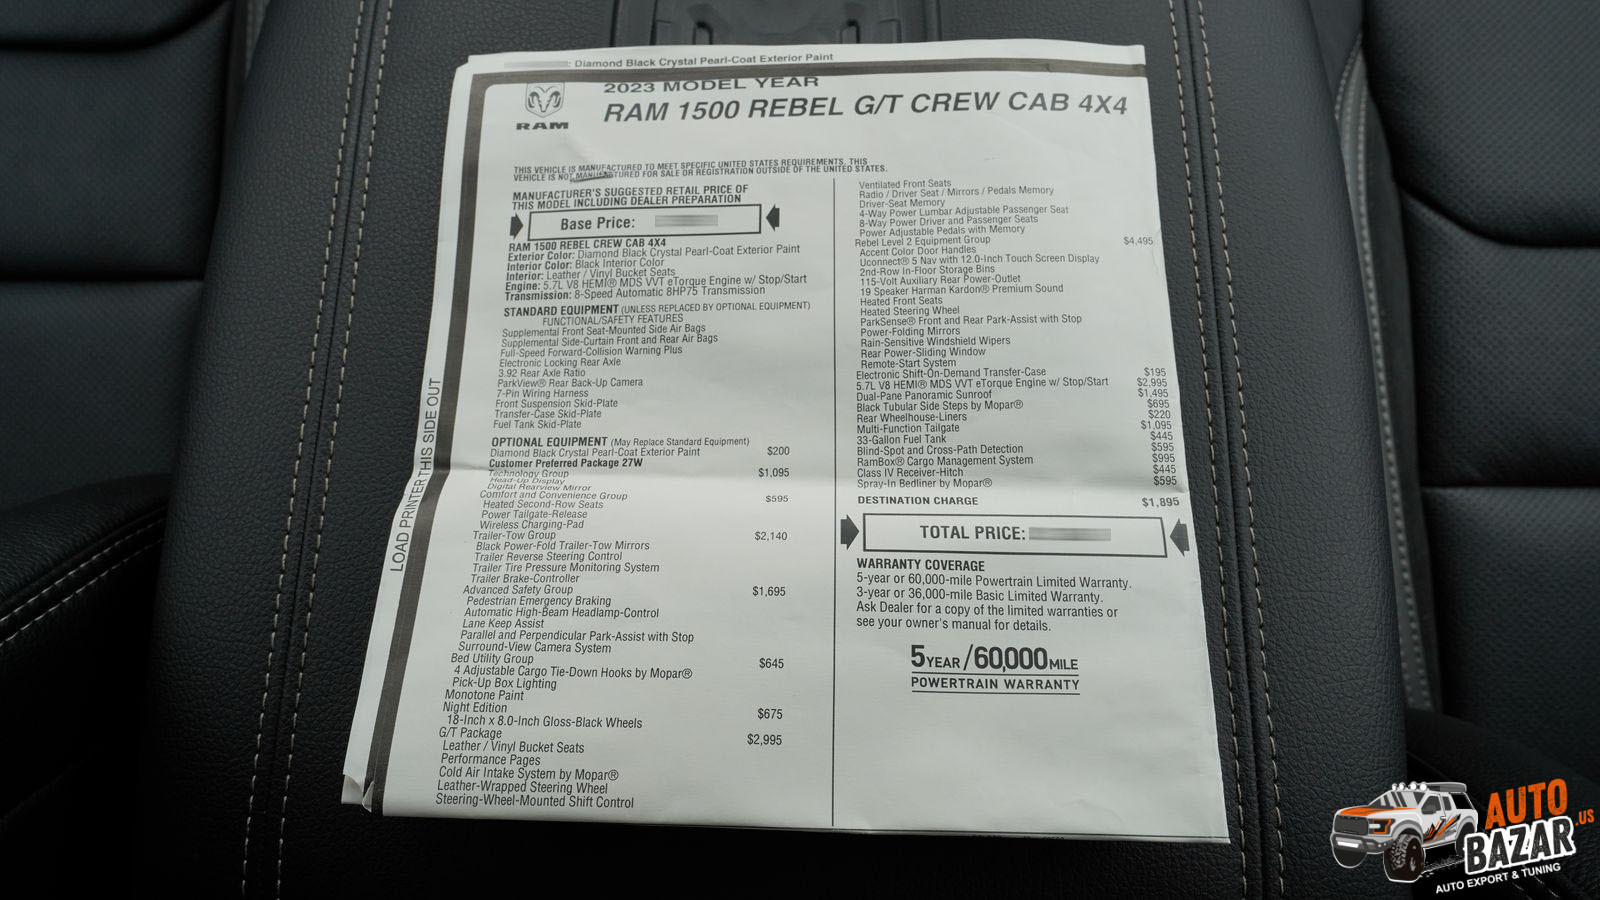 : Diamond Black Crystal Pearl-Coat Exterior Paint
2023 MODEL YEAR
RAM 1500 REBEL G/T CREW CAB 4X4
RAM
THIS VEHICLE IS MANUFACTURED TO MEET SPECIFIC UNITED STATES REQUIREMENTS. THIS
VEHICLE IS NOT MANUFACTURED FOR SALE OR REGISTRATION OUTSIDE OF THE UNITED STATES.
MANUFACTURER'S SUGGESTED RETAIL PRICE OF
THIS MODEL INCLUDING DEALER PREPARATION
Base Price:
RAM 1500 REBEL CREW CAB 4X4
Exterior Color: Diamond Black Crystal Pearl-Coat Exterior Paint
Interior Color: Black Interior Color
Interior: Leather / Vinyl Bucket Seats
Engine: 5.7L V8 HEMI® MDS VVT eTorque Engine w/ Stop/Start
Transmission: 8-Speed Automatic 8HP75 Transmission
STANDARD EQUIPMENT (UNLESS REPLACED BY OPTIONAL EQUIPMENT)
FUNCTIONAL/SAFETY FEATURES
Supplemental Front Seat-Mounted Side Air Bags
Supplemental Side-Curtain Front and Rear Air Bags
Full-Speed Forward-Collision Warning Plus
Electronic Locking Rear Axle
3.92 Rear Axle Ratio
ParkView® Rear Back-Up Camera
7-Pin Wiring Harness
Front Suspension Skid-Plate
Transfer-Case Skid-Plate
Fuel Tank Skid-Plate
OPTIONAL EQUIPMENT (May Replace Standard Equipment)
Diamond Black Crystal Pearl-Coat Exterior Paint $200
Customer Preferred Package 27W
Technology Group $1,095
Head-Up Display
Digital Rearview Mirror
Comfort and Convenience Group $595
Heated Second-Row Seats
Power Tailgate-Release
Wireless Charging-Pad
Trailer-Tow Group $2,140
Black Power-Fold Trailer-Tow Mirrors
Trailer Reverse Steering Control
Trailer Tire Pressure Monitoring System
Trailer Brake-Controller
Advanced Safety Group $1,695
Pedestrian Emergency Braking
Automatic High-Beam Headlamp-Control
Lane Keep Assist
Parallel and Perpendicular Park-Assist with Stop
Surround-View Camera System
Bed Utility Group $645
4 Adjustable Cargo Tie-Down Hooks by Mopar®
Pick-Up Box Lighting
Monotone Paint
Night Edition $675
18-Inch x 8.0-Inch Gloss-Black Wheels
G/T Package $2,995
Leather / Vinyl Bucket Seats
Performance Pages
Cold Air Intake System by Mopar®
Leather-Wrapped Steering Wheel
Steering-Wheel-Mounted Shift Control
Ventilated Front Seats
Radio / Driver Seat / Mirrors / Pedals Memory
Driver-Seat Memory
4-Way Power Lumbar Adjustable Passenger Seat
8-Way Power Driver and Passenger Seats
Power Adjustable Pedals with Memory
Rebel Level 2 Equipment Group $4,495
Accent Color Door Handles
Uconnect® 5 Nav with 12.0-Inch Touch Screen Display
2nd-Row In-Floor Storage Bins
115-Volt Auxiliary Rear Power-Outlet
19 Speaker Harman Kardon® Premium Sound
Heated Front Seats
Heated Steering Wheel
ParkSense® Front and Rear Park-Assist with Stop
Power-Folding Mirrors
Rain-Sensitive Windshield Wipers
Rear Power-Sliding Window
Remote-Start System
Electronic Shift-On-Demand Transfer-Case $195
5.7L V8 HEMI® MDS VVT eTorque Engine w/ Stop/Start $2,995
Dual-Pane Panoramic Sunroof $1,495
Black Tubular Side Steps by Mopar® $695
Rear Wheelhouse-Liners $220
Multi-Function Tailgate $1,095
33-Gallon Fuel Tank $445
Blind-Spot and Cross-Path Detection $595
RamBox® Cargo Management System $995
Class IV Receiver-Hitch $445
Spray-In Bedliner by Mopar® $595
DESTINATION CHARGE $1,895
TOTAL PRICE:
WARRANTY COVERAGE
5-year or 60,000-mile Powertrain Limited Warranty.
3-year or 36,000-mile Basic Limited Warranty.
Ask Dealer for a copy of the limited warranties or
see your owner's manual for details.
5 YEAR/60,000 MILE
POWERTRAIN WARRANTY
LOAD PRINTER THIS SIDE OUT
AUTO
BAZAR.US
AUTO EXPORT & TUNING